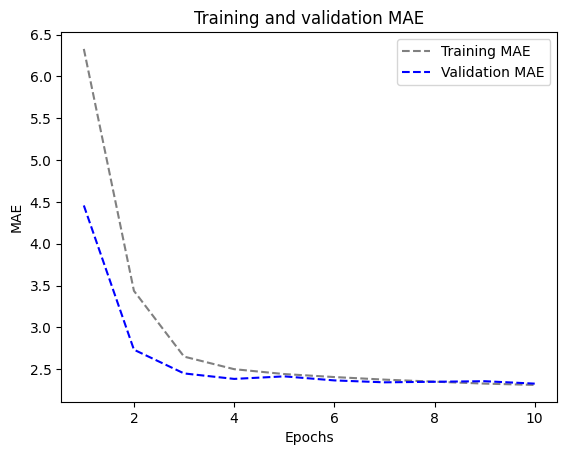 Training and validation MAE
Training MAE
Validation MAE
6.5
6.0
5.5
5.0
4.5
4.0
3.5
3.0
2.5
MAE
2 4 6 8 10
Epochs